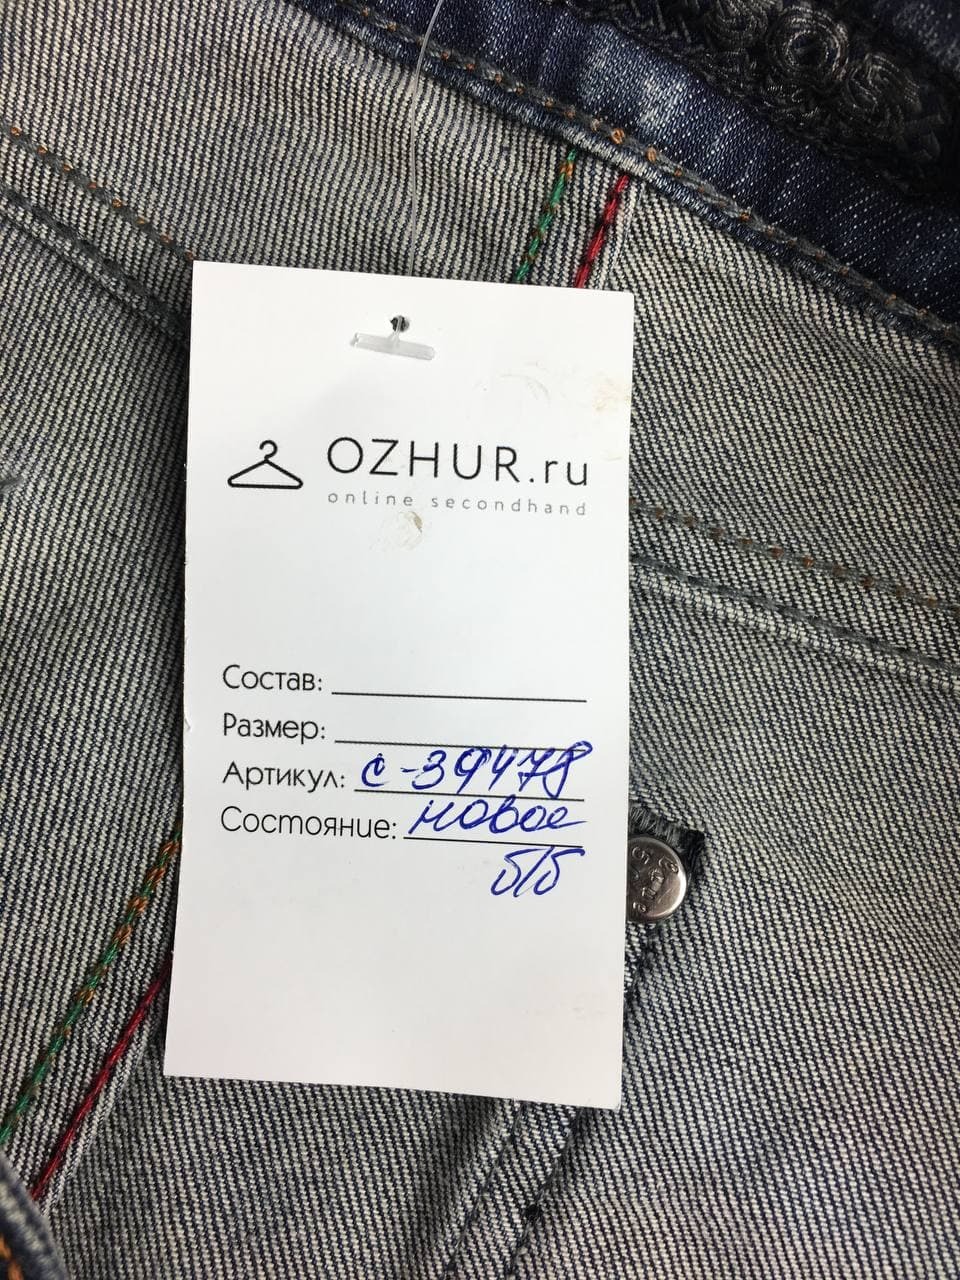 OZHUR.ru
online secondhand
Состав:
Размер:
Артикул: с-39478
Состояние: новое
б/б